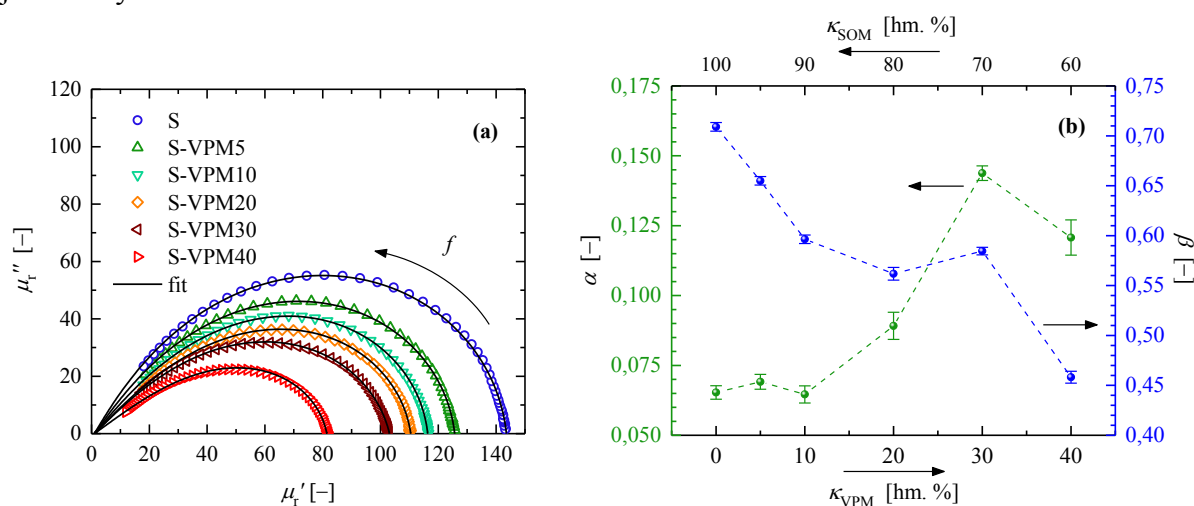 κSOM [hm. %]
120
100
80
60
40
20
0
μr′′ [−]
S
S-VPM5
S-VPM10
S-VPM20
S-VPM30
S-VPM40
fit
(a)
f
0 20 40 60 80 100 120 140
μr′ [−]
100 90 80 70 60
0,175
0,150
0,125
0,100
0,075
0,050
α [−]
(b)
0,75
0,70
0,65
0,60
0,55
0,50
0,45
0,40
β [−]
0 10 20 30 40
κVPM [hm. %]